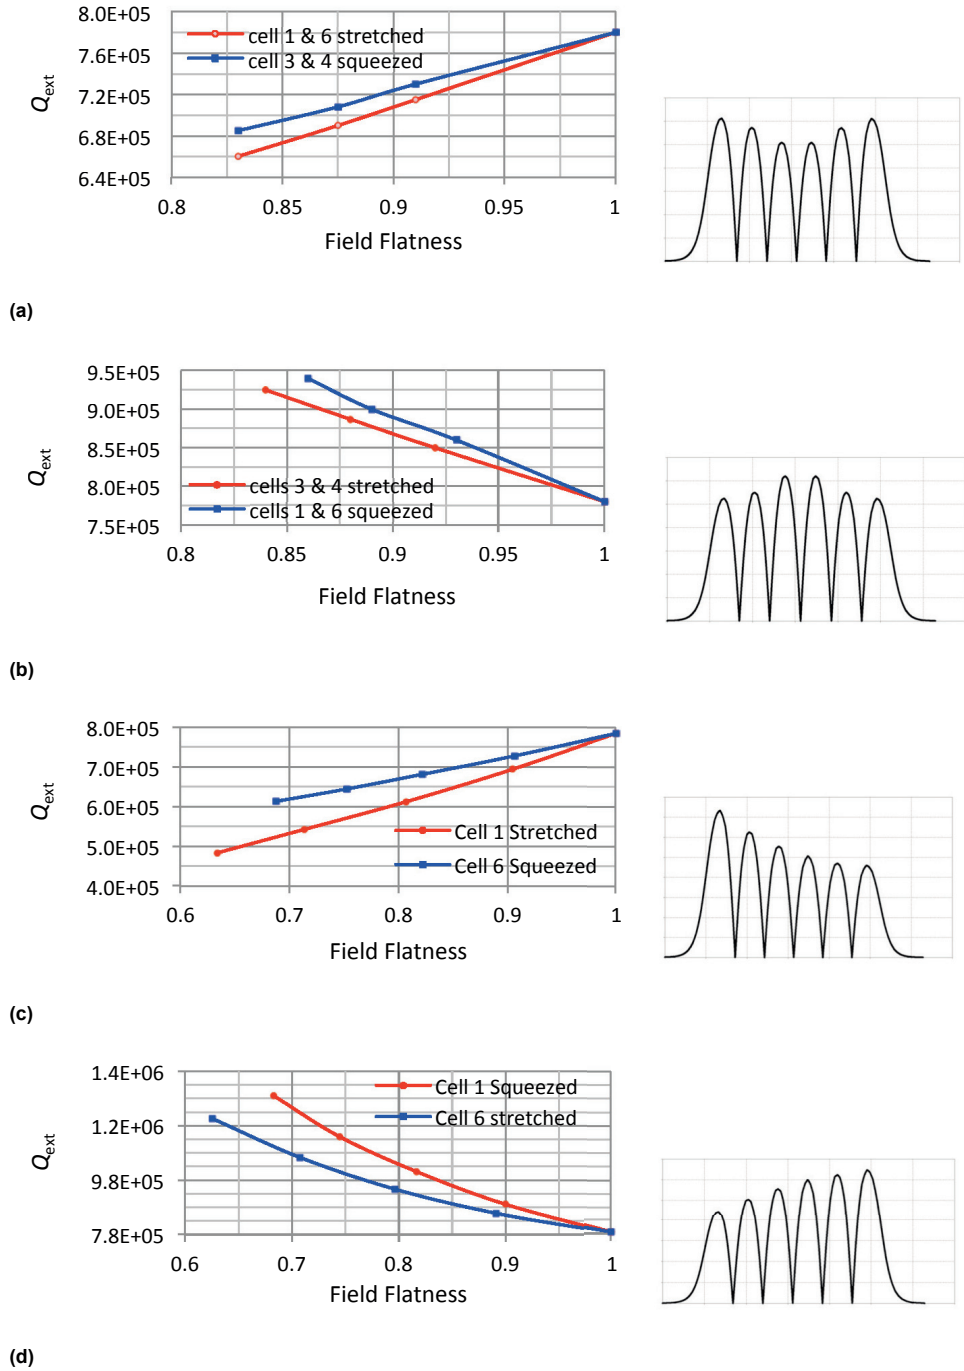 8.0E+05
7.6E+05
7.2E+05
6.8E+05
6.4E+05
Qext
cell 1 & 6 stretched
cell 3 & 4 squeezed
0.8 0.85 0.9 0.95 1
Field Flatness
(a)
9.5E+05
9.0E+05
8.5E+05
8.0E+05
7.5E+05
Qext
cells 3 & 4 stretched
cells 1 & 6 squeezed
0.8 0.85 0.9 0.95 1
Field Flatness
(b)
8.0E+05
7.0E+05
6.0E+05
5.0E+05
4.0E+05
Qext
Cell 1 Stretched
Cell 6 Squeezed
0.6 0.7 0.8 0.9 1
Field Flatness
(c)
1.4E+06
1.2E+06
9.8E+05
7.8E+05
Qext
Cell 1 Squeezed
Cell 6 stretched
0.6 0.7 0.8 0.9 1
Field Flatness
(d)